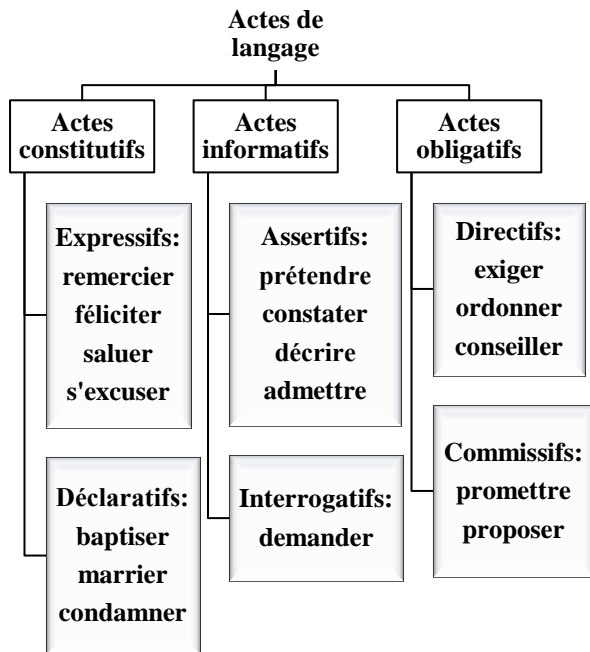 Actes de
langage
Actes
constitutifs
Expressifs:
remercier
féliciter
saluer
s'excuser
Déclaratifs:
baptiser
marrier
condamner
Actes
informatifs
Assertifs:
prétendre
constater
décrire
admettre
Interrogatifs:
demander
Actes
obligatifs
Directifs:
exiger
ordonner
conseiller
Commissifs:
promettre
proposer